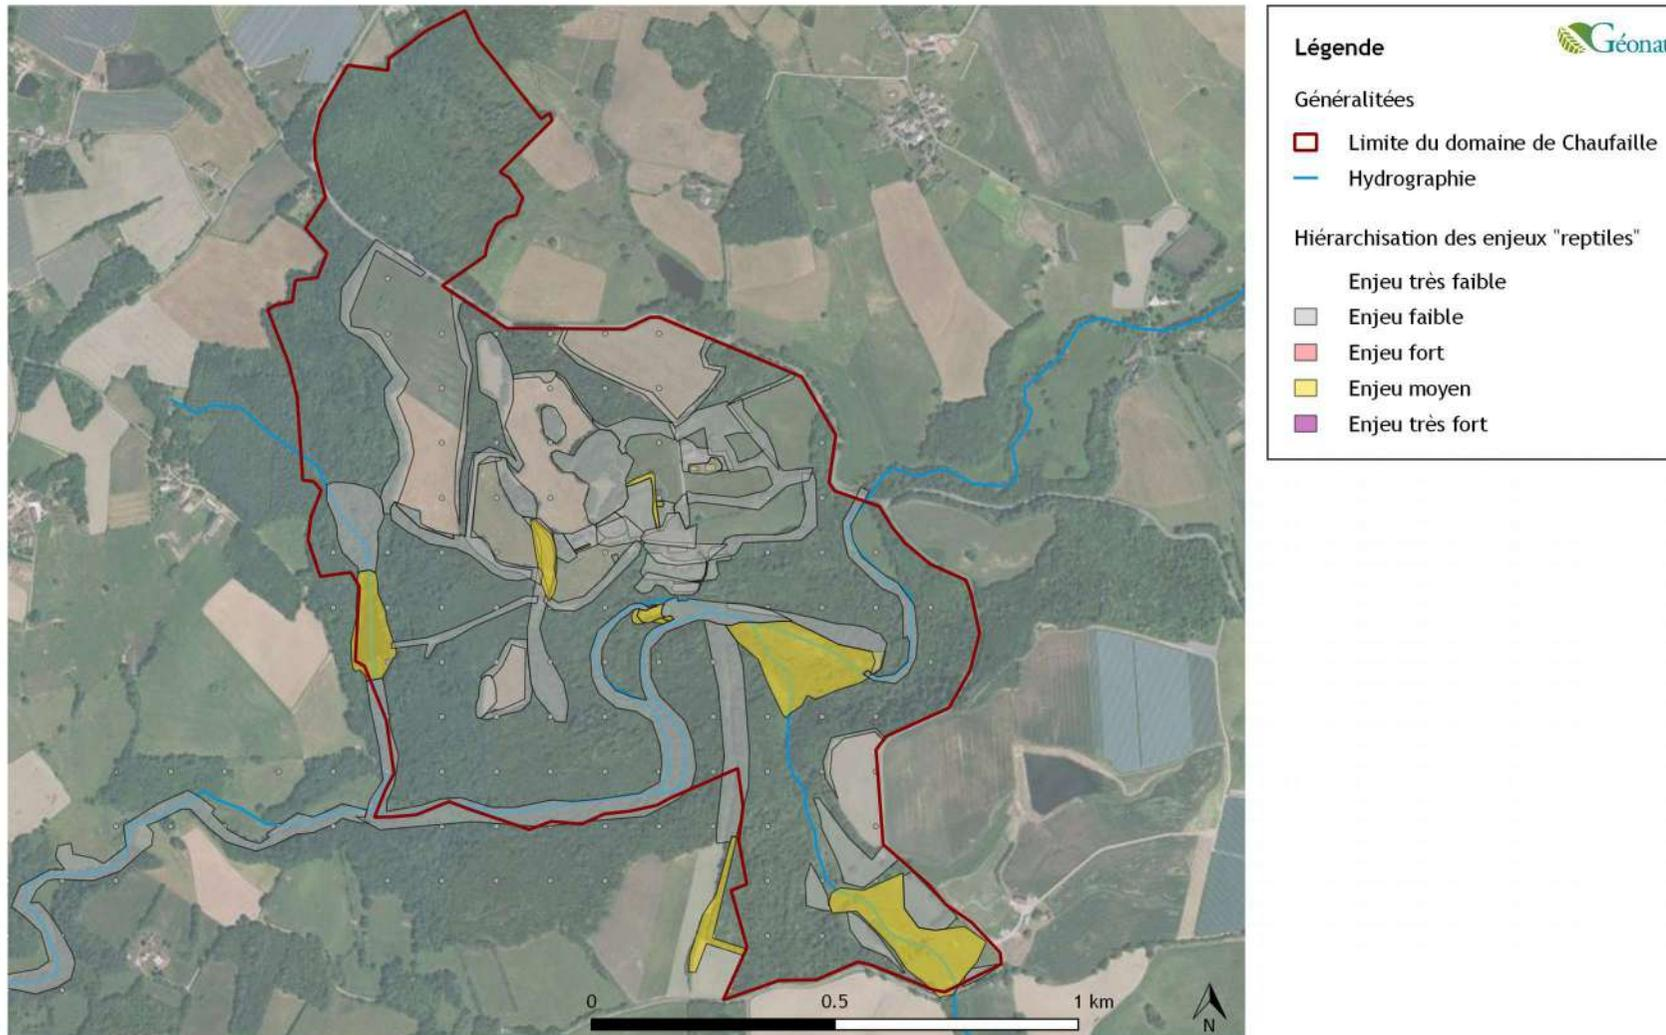 Légende
Géonat
Généralitées
Limite du domaine de Chaufaille
Hydrographie
Hiérarchisation des enjeux "reptiles"
Enjeu très faible
Enjeu faible
Enjeu fort
Enjeu moyen
Enjeu très fort
0 0.5 1 km
N